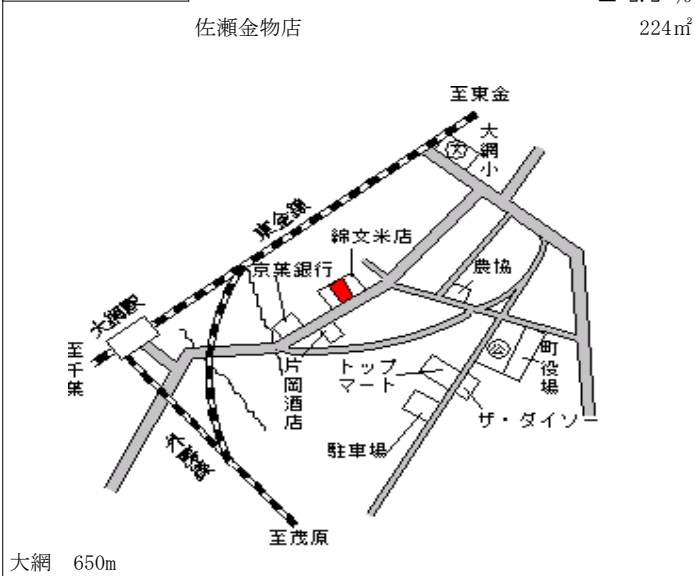 佐瀬金物店
224㎡
至東金
大網小
東金線
綿文米店
京葉銀行
農協
大網駅
至千葉
片岡酒店
トップ
マート
町役場
ザ・ダイソー
駐車場
外房線
至茂原
大網 650m